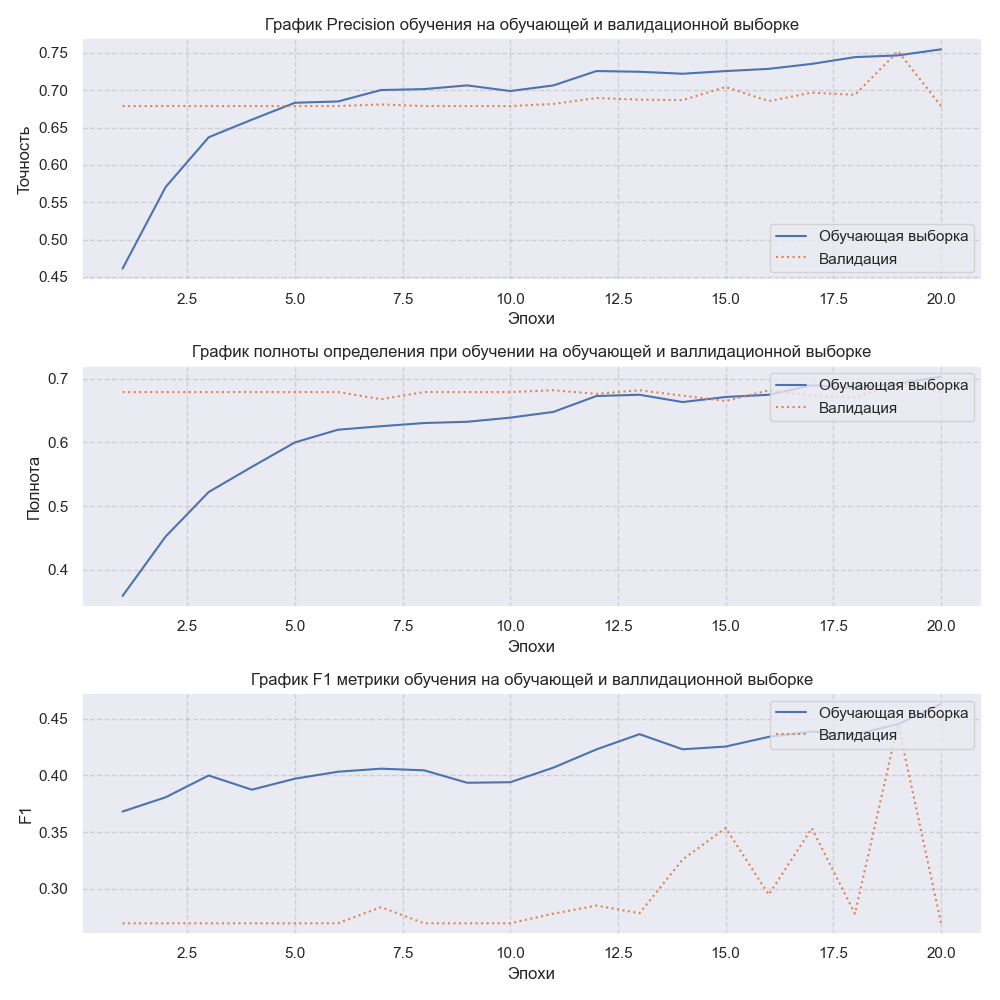 График Precision обучения на обучающей и валидационной выборке
0.75
0.70
0.65
0.60
0.55
0.50
0.45
Точность
Обучающая выборка
Валидация
2.5 5.0 7.5 10.0 12.5 15.0 17.5 20.0
Эпохи
График полноты определения при обучении на обучающей и валлидационной выборке
0.7
0.6
0.5
0.4
Полнота
Обучающая выборка
Валидация
2.5 5.0 7.5 10.0 12.5 15.0 17.5 20.0
Эпохи
График F1 метрики обучения на обучающей и валлидационной выборке
0.45
0.40
0.35
0.30
F1
Обучающая выборка
Валидация
2.5 5.0 7.5 10.0 12.5 15.0 17.5 20.0
Эпохи